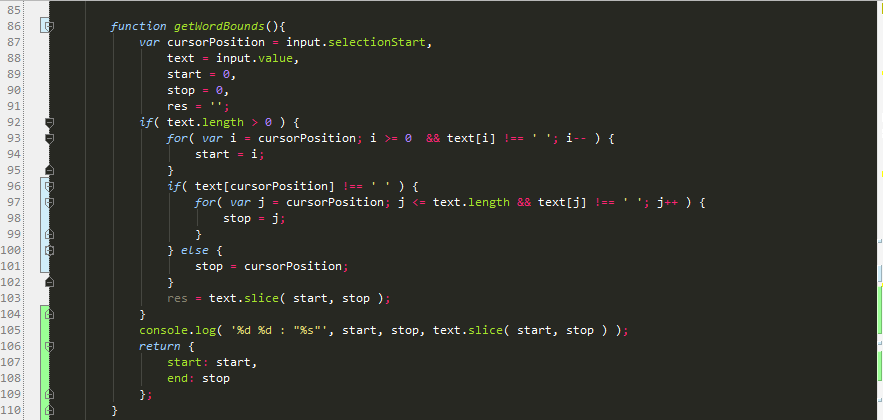 85
86 function getWordBounds(){
87 var cursorPosition = input.selectionStart,
88 text = input.value,
89 start = 0,
90 stop = 0,
91 res = '';
92 if( text.length > 0 ) {
93 for( var i = cursorPosition; i >= 0  && text[i] !== ' '; i-- ) {
94 start = i;
95 }
96 if( text[cursorPosition] !== ' ' ) {
97 for( var j = cursorPosition; j <= text.length && text[j] !== ' '; j++ ) {
98 stop = j;
99 }
100 } else {
101 stop = cursorPosition;
102 }
103 res = text.slice( start, stop );
104 }
105 console.log( '%d %d : "%s"', start, stop, text.slice( start, stop ) );
106 return {
107 start: start,
108 end: stop
109 };
110 }